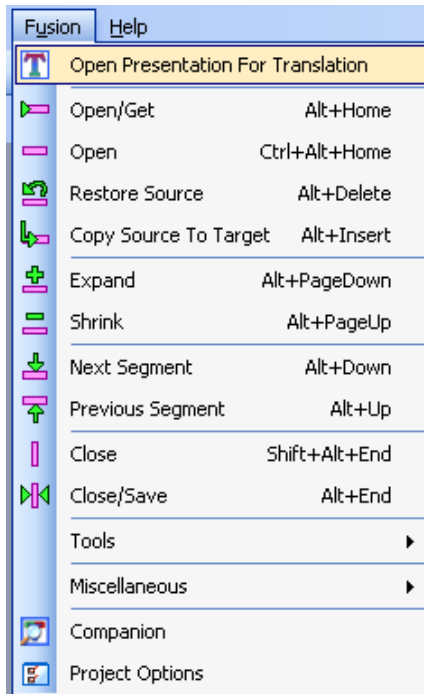 Fusion Help
Open Presentation For Translation
Open/Get Alt+Home
Open Ctrl+Alt+Home
Restore Source Alt+Delete
Copy Source To Target Alt+Insert
Expand Alt+PageDown
Shrink Alt+PageUp
Next Segment Alt+Down
Previous Segment Alt+Up
Close Shift+Alt+End
Close/Save Alt+End
Tools
Miscellaneous
Companion
Project Options